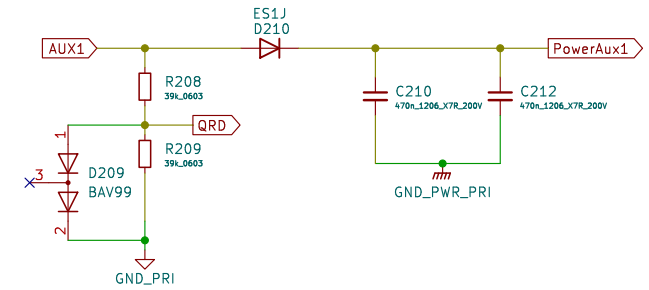 ES1J
D210
AUX1
PowerAux1
R208
39k_0603
C210
470n_1206_X7R_200V
C212
470n_1206_X7R_200V
QRD
1
R209
39k_0603
3
D209
BAV99
GND_PWR_PRI
2
GND_PRI